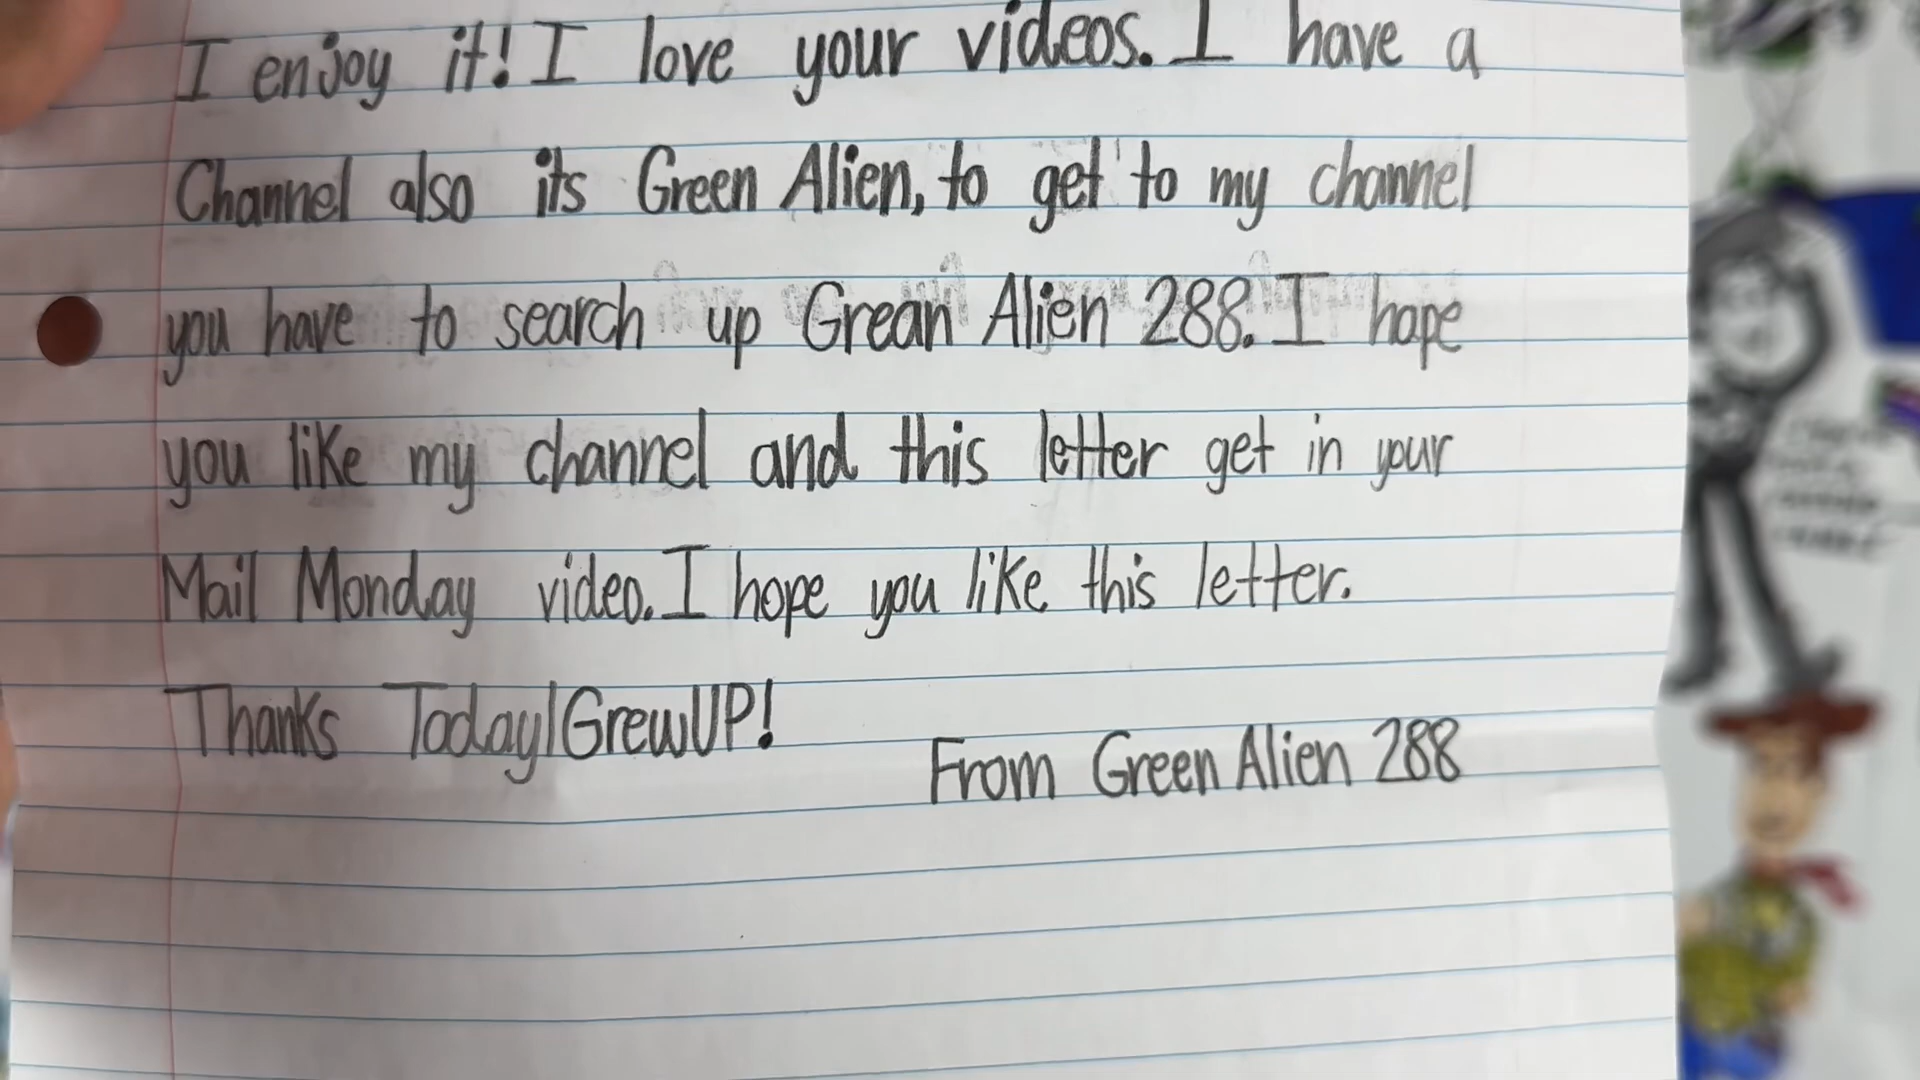 I enjoy it! I love your videos. I have a
Channel also its Green Alien, to get to my channel
you have to search up Grean Alien 288. I hope
you like my channel and this letter get in your
Mail Monday video. I hope you like this letter.
Thanks TodayIGrewUP!
From Green Alien 288